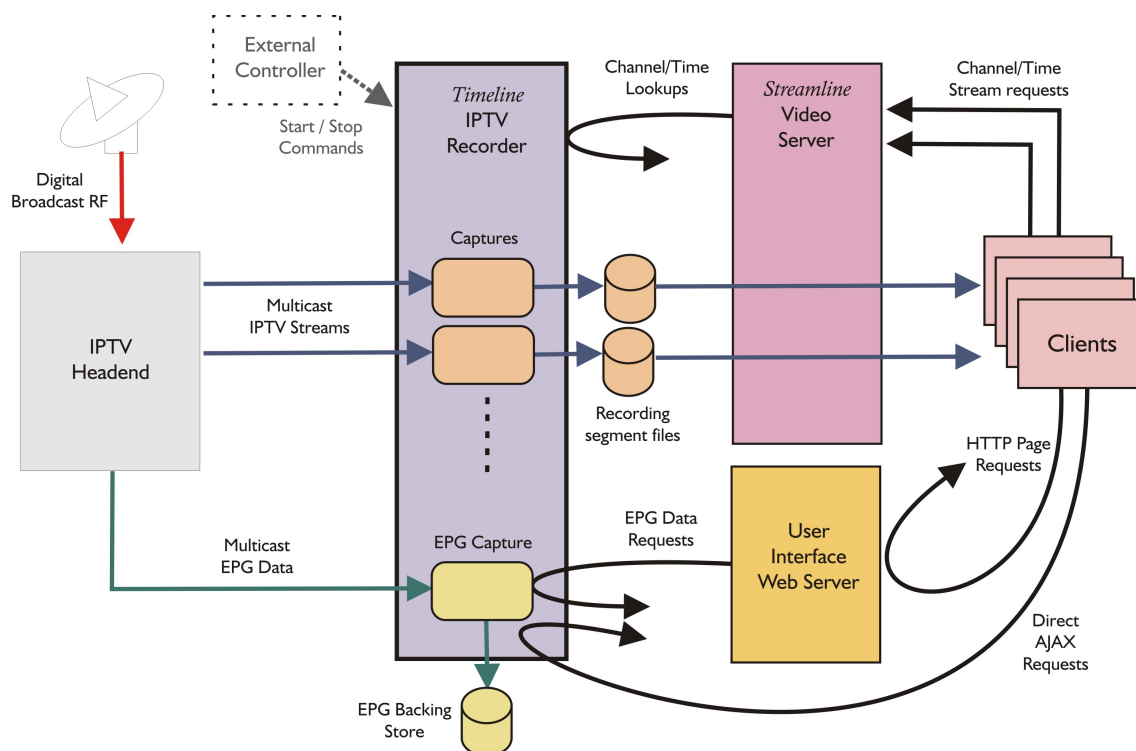 External
Controller
Start / Stop
Commands
Digital
Broadcast RF
IPTV
Headend
Multicast
IPTV Streams
Multicast
EPG Data
Timeline
IPTV
Recorder
Captures
EPG Capture
EPG Backing
Store
Channel/Time
Lookups
Recording
segment files
EPG Data
Requests
Streamline
Video
Server
User
Interface
Web Server
Channel/Time
Stream requests
Clients
HTTP Page
Requests
Direct
AJAX
Requests